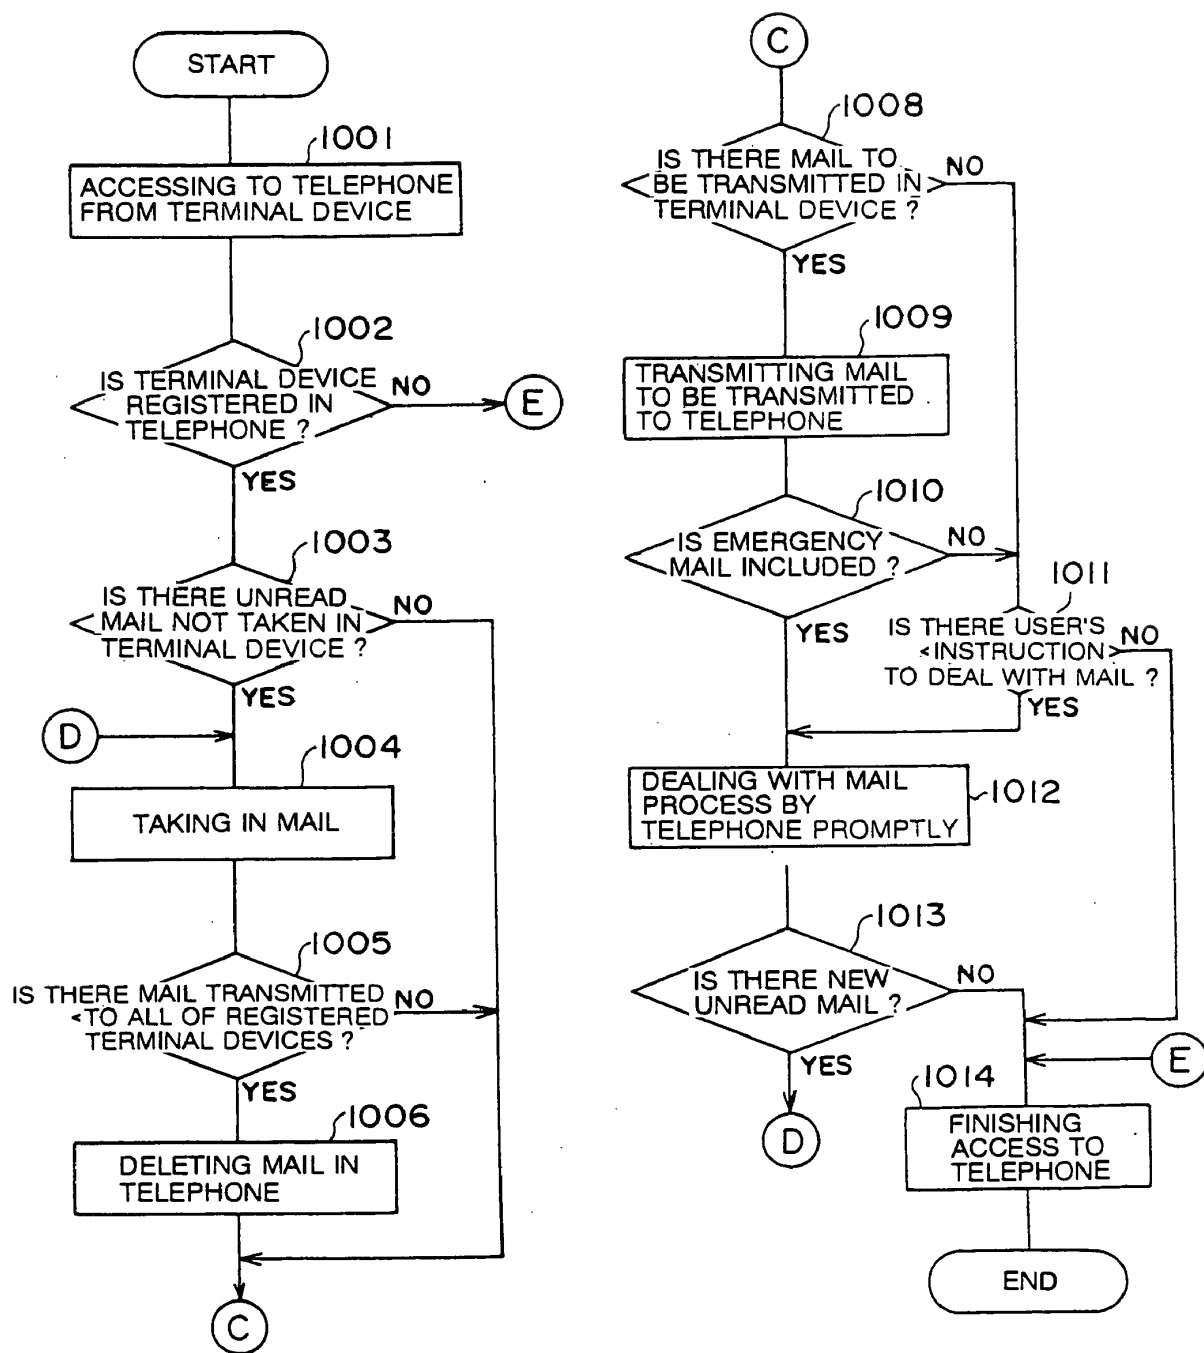 START
1001
ACCESSING TO TELEPHONE
FROM TERMINAL DEVICE
1002
IS TERMINAL DEVICE
REGISTERED IN
TELEPHONE ?
NO
E
YES
1003
IS THERE UNREAD
MAIL NOT TAKEN IN
TERMINAL DEVICE ?
NO
YES
D
1004
TAKING IN MAIL
1005
IS THERE MAIL TRANSMITTED
TO ALL OF REGISTERED
TERMINAL DEVICES ?
NO
YES
1006
DELETING MAIL IN
TELEPHONE
C
C
1008
IS THERE MAIL TO
BE TRANSMITTED IN
TERMINAL DEVICE ?
NO
YES
1009
TRANSMITTING MAIL
TO BE TRANSMITTED
TO TELEPHONE
1010
IS EMERGENCY
MAIL INCLUDED ?
NO
YES
1011
IS THERE USER'S
INSTRUCTION
TO DEAL WITH MAIL ?
NO
YES
DEALING WITH MAIL
PROCESS BY
TELEPHONE PROMPTLY
1012
1013
IS THERE NEW
UNREAD MAIL ?
NO
YES
D
E
1014
FINISHING
ACCESS TO
TELEPHONE
END